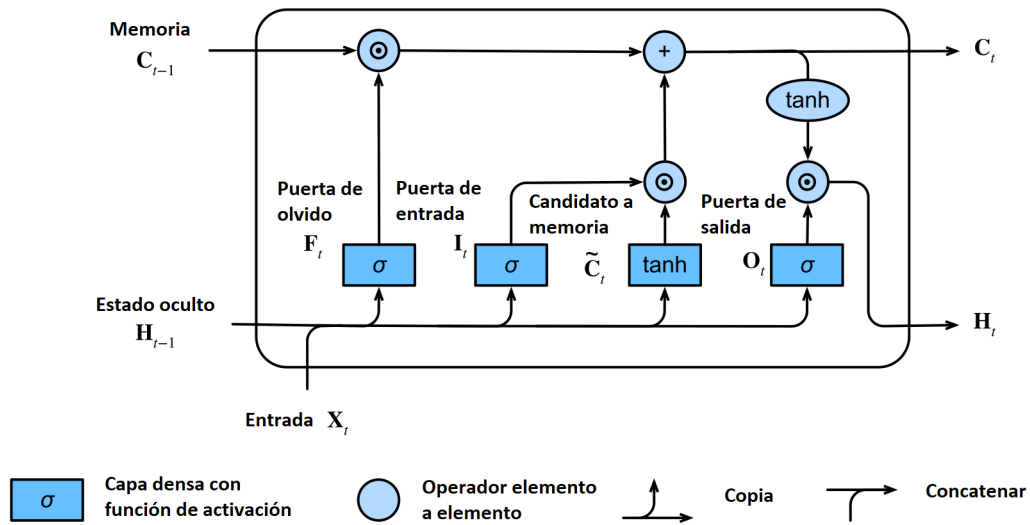 Memoria
C_{t−1}
⊙
+
C_t
tanh
⊙
⊙
Puerta de
olvido
F_t
Puerta de
entrada
I_t
Candidato a
memoria
C̃_t
Puerta de
salida
O_t
σ
σ
tanh
σ
Estado oculto
H_{t−1}
H_t
Entrada X_t
σ
Capa densa con
función de activación
Operador elemento
a elemento
Copia
Concatenar